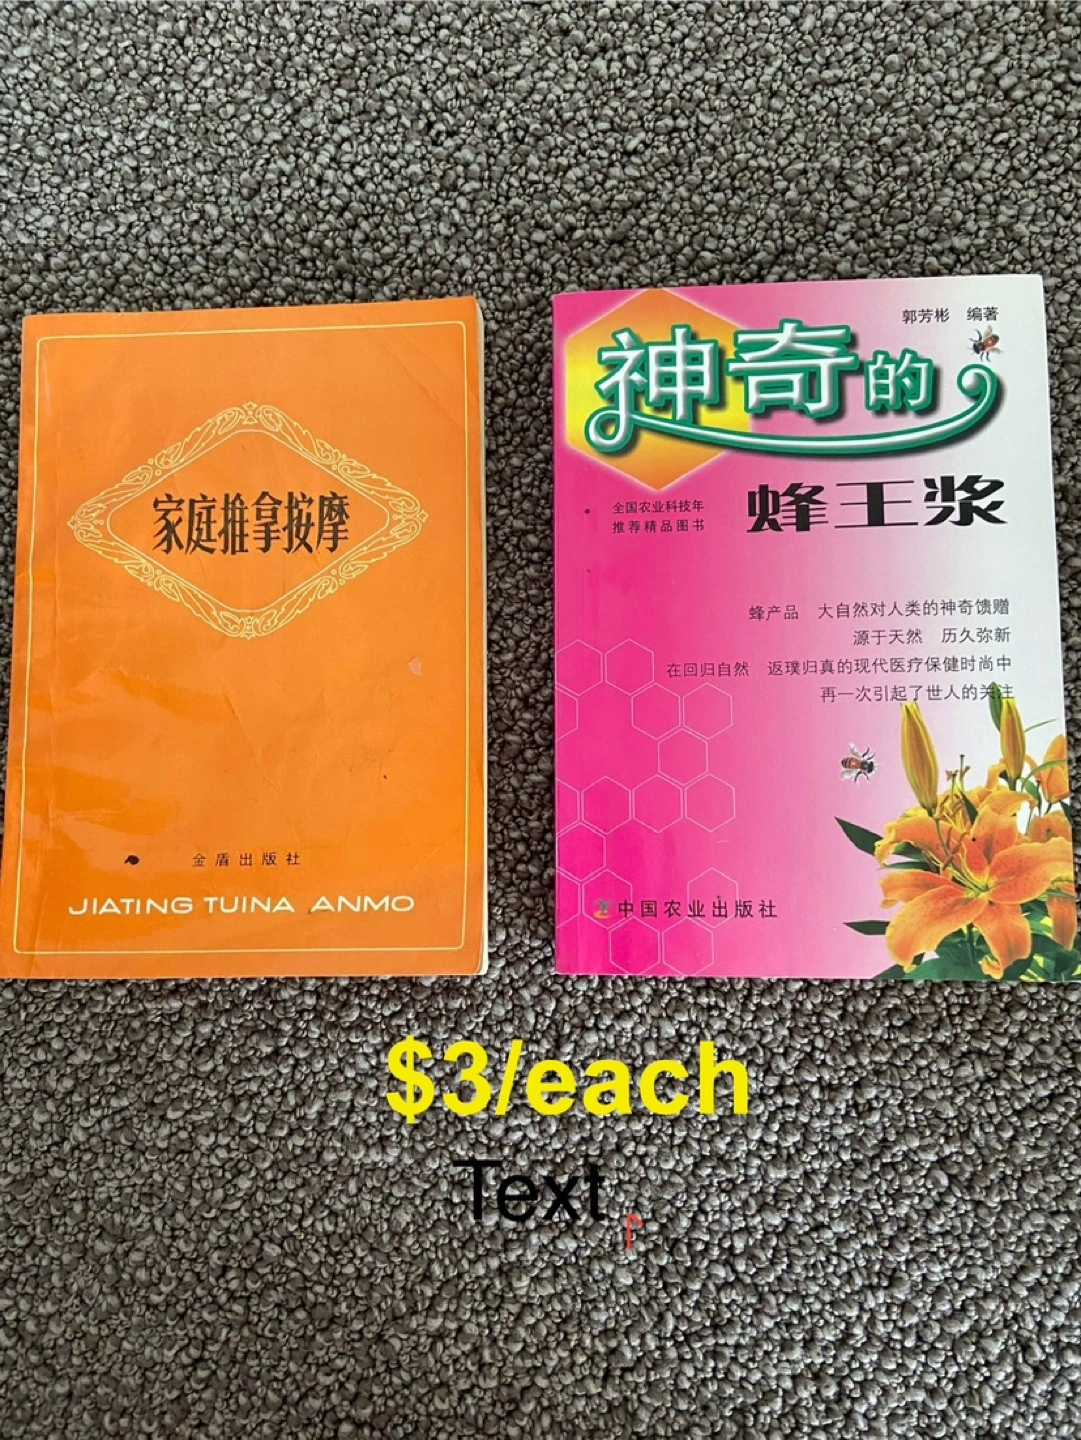 家庭推拿按摩
金盾出版社
JIATING TUINA ANMO
郭芳彬 编著
神奇的
蜂王浆
全国农业科技年
推荐精品图书
蜂产品 大自然对人类的神奇馈赠
源于天然 历久弥新
在回归自然 返璞归真的现代医疗保健时尚中
再一次引起了世人的关注
中国农业出版社
$3/each
Text